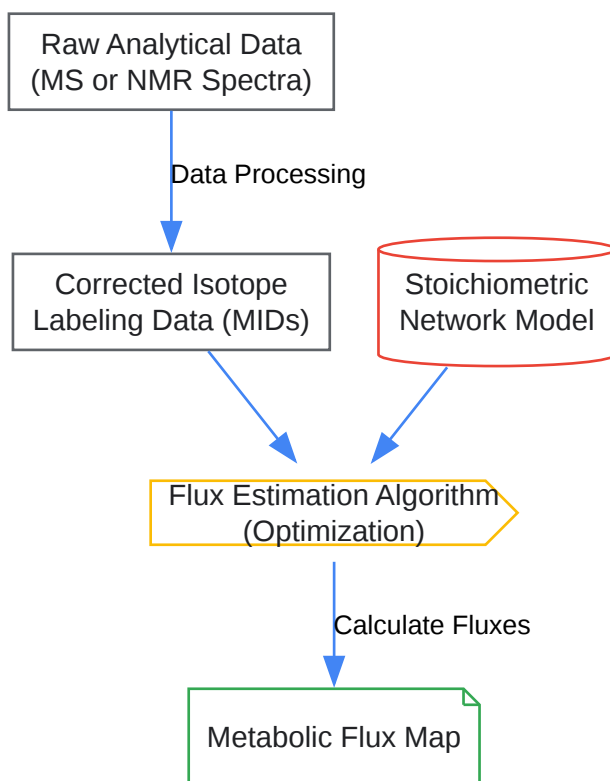 Raw Analytical Data
(MS or NMR Spectra)
Data Processing
Corrected Isotope
Labeling Data (MIDs)
Stoichiometric
Network Model
Flux Estimation Algorithm
(Optimization)
Calculate Fluxes
Metabolic Flux Map